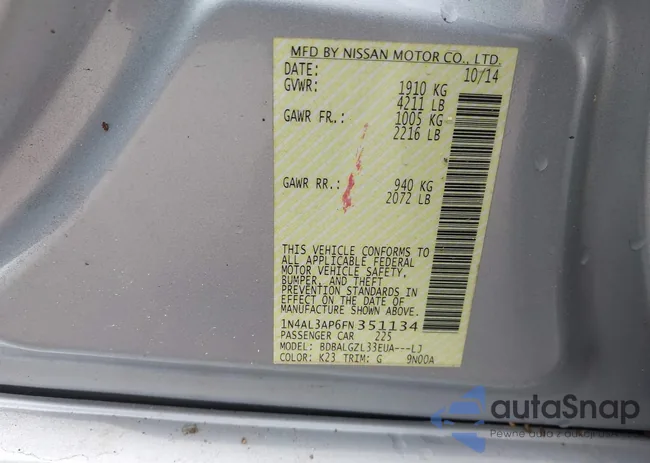 MFD BY NISSAN MOTOR CO., LTD.
DATE: 10/14
GVWR: 1910 KG
4211 LB
GAWR FR.: 1005 KG
2216 LB
GAWR RR.: 940 KG
2072 LB
THIS VEHICLE CONFORMS TO
ALL APPLICABLE FEDERAL
MOTOR VEHICLE SAFETY,
BUMPER, AND THEFT
PREVENTION STANDARDS IN
EFFECT ON THE DATE OF
MANUFACTURE SHOWN ABOVE.
1N4AL3AP6FN351134
PASSENGER CAR 225
MODEL: BDBALGZL33EUA---LJ
COLOR: K23 TRIM: G 9N00A
autaSnap
Pewne auta z aukcji